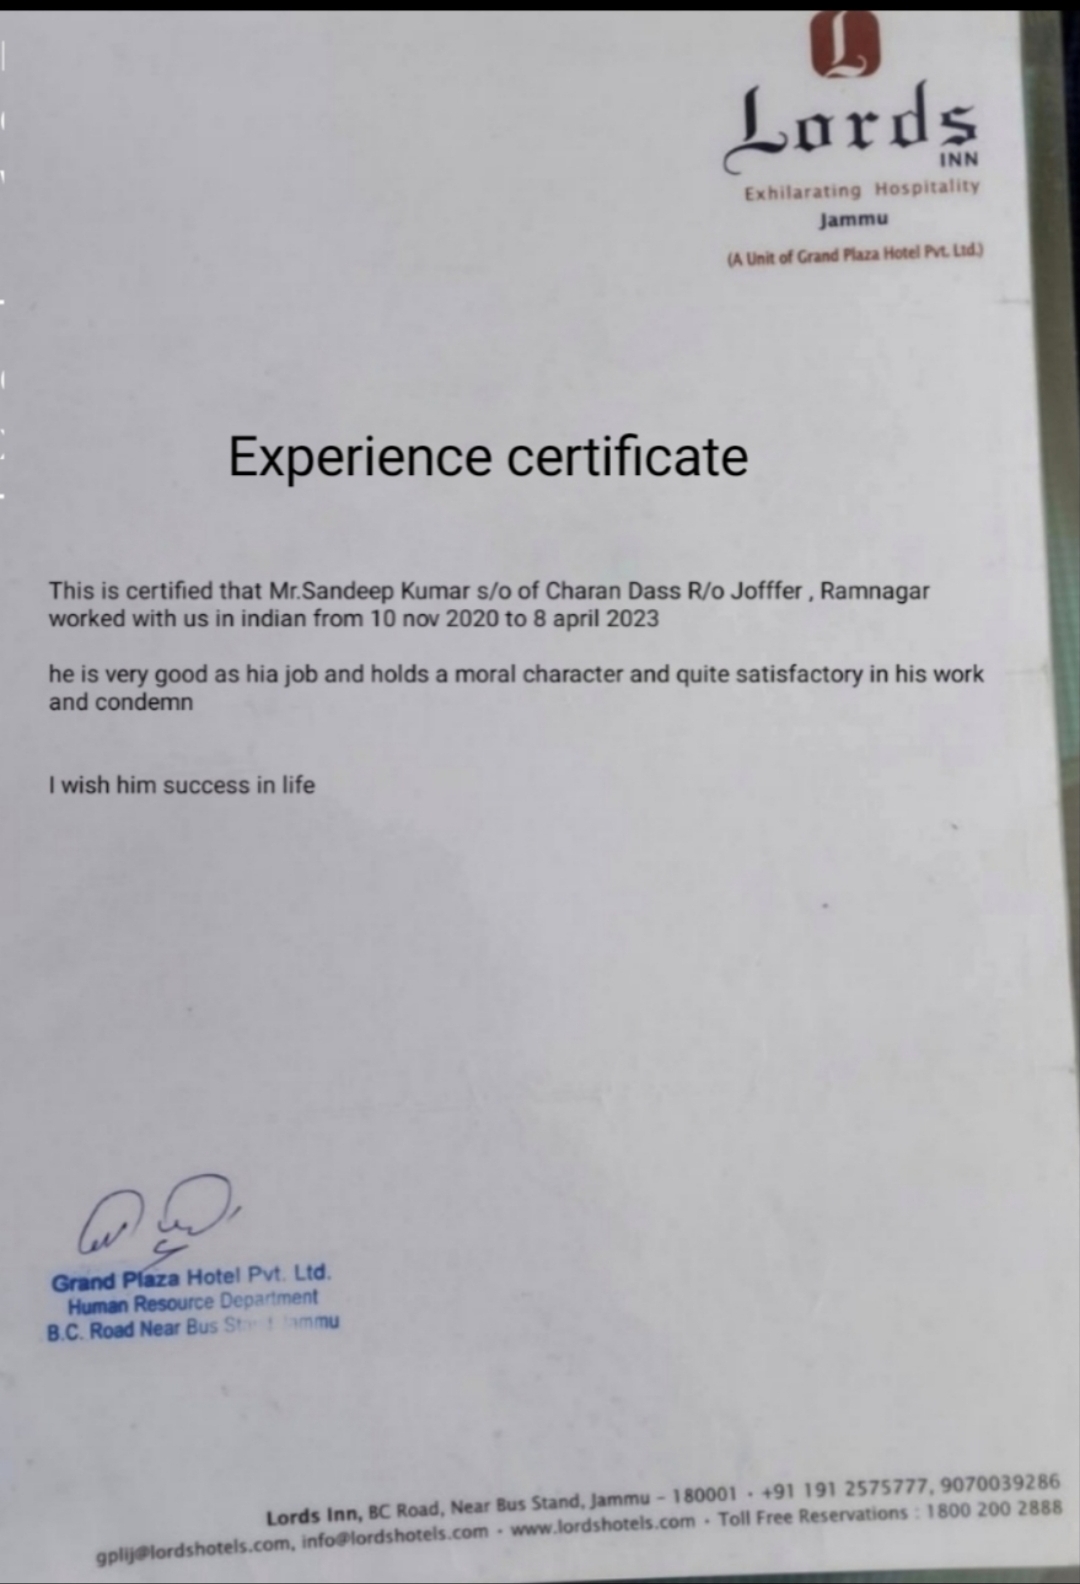 L
Lords
INN
Exhilarating Hospitality
Jammu
(A Unit of Grand Plaza Hotel Pvt. Ltd.)
Experience certificate
This is certified that Mr.Sandeep Kumar s/o of Charan Dass R/o Jofffer , Ramnagar
worked with us in indian from 10 nov 2020 to 8 april 2023
he is very good as hia job and holds a moral character and quite satisfactory in his work
and condemn
I wish him success in life
Grand Plaza Hotel Pvt. Ltd.
Human Resource Department
B.C. Road Near Bus Jammu
Lords Inn, BC Road, Near Bus Stand, Jammu - 180001 • +91 191 2575777, 9070039286
gplij@lordshotels.com, info@lordshotels.com • www.lordshotels.com • Toll Free Reservations : 1800 200 2888